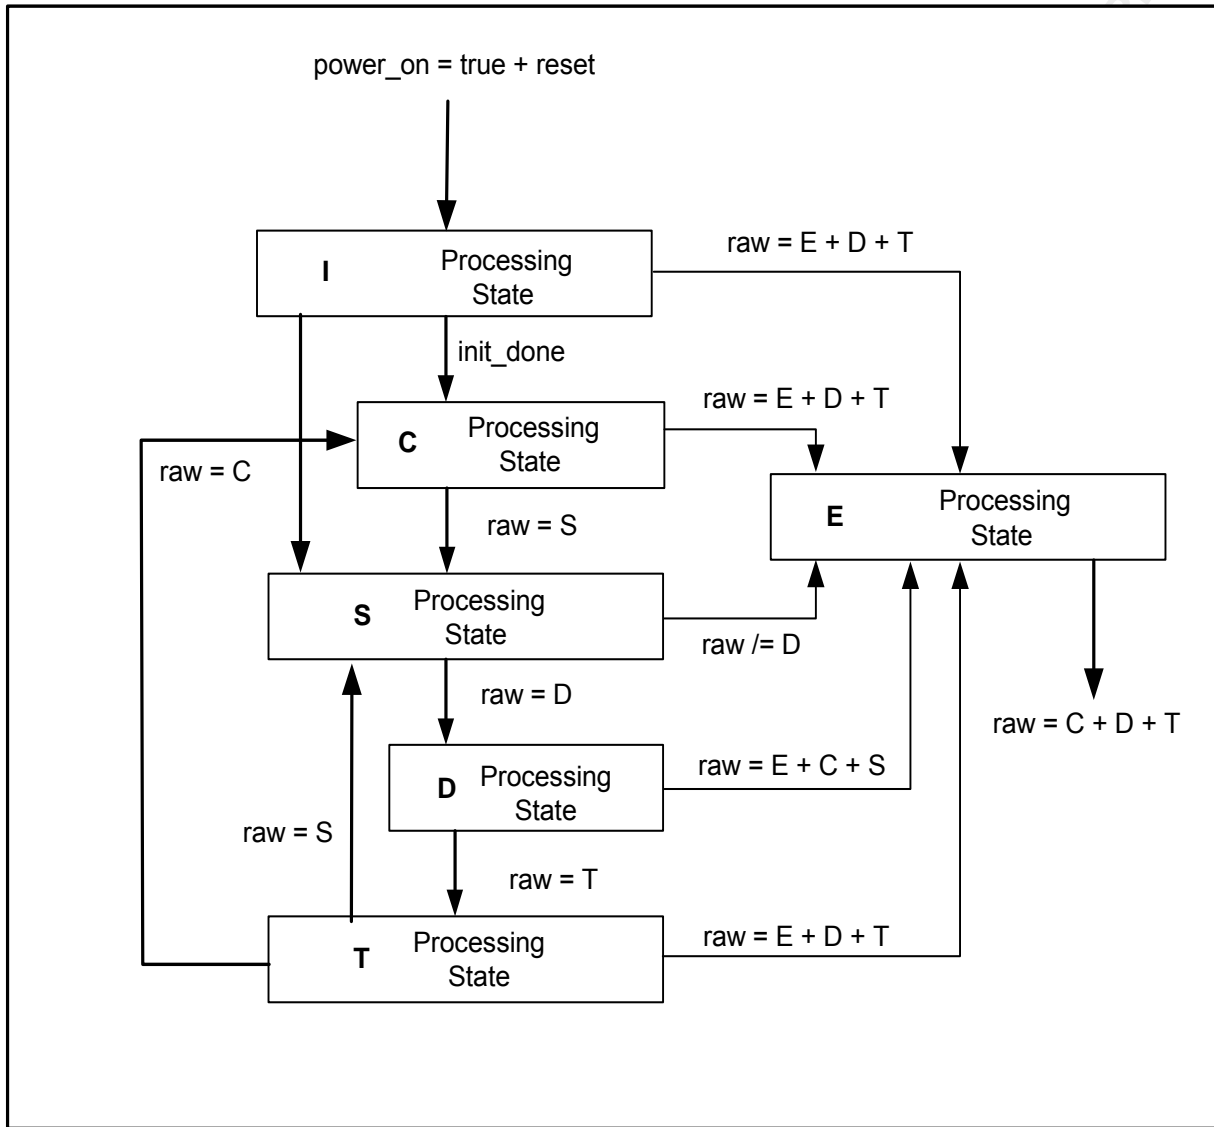 power_on = true + reset
I Processing
State
raw = E + D + T
init_done
raw = E + D + T
C Processing
State
raw = C
raw = S
E Processing
State
S Processing
State
raw /= D
raw = D
raw = C + D + T
D Processing
State
raw = E + C + S
raw = S
raw = T
T Processing
State
raw = E + D + T